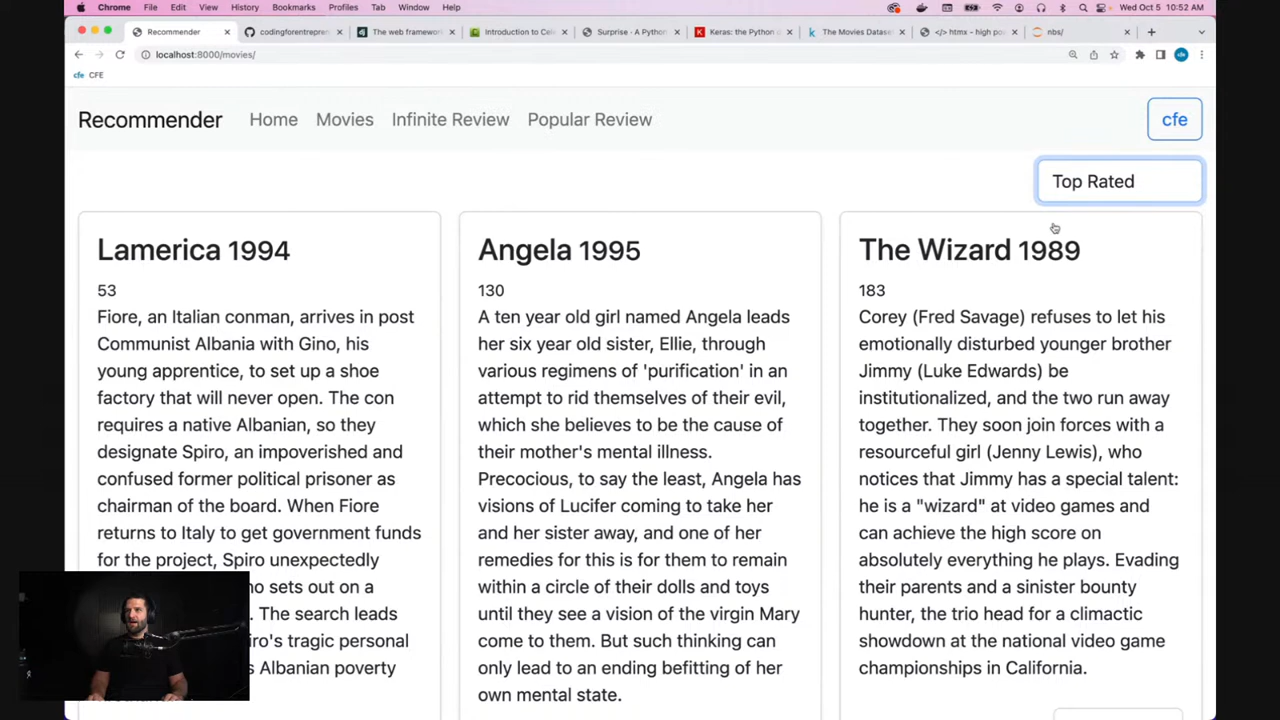 Chrome File Edit View History Bookmarks Profiles Tab Window Help Wed Oct 5 10:52 AM
Recommender codingforentrepren The web framework Introduction to Cele Surprise · A Python Keras: the Python The Movies Datase </> htmx - high pow nbs/
localhost:8000/movies/ cfe
cfe CFE
Recommender Home Movies Infinite Review Popular Review cfe
Top Rated
Lamerica 1994
53
Fiore, an Italian conman, arrives in post
Communist Albania with Gino, his
young apprentice, to set up a shoe
factory that will never open. The con
requires a native Albanian, so they
designate Spiro, an impoverished and
confused former political prisoner as
chairman of the board. When Fiore
returns to Italy to get government funds
for the project, Spiro unexpectedly
sets out on a
. The search leads
tragic personal
Albanian poverty
Angela 1995
130
A ten year old girl named Angela leads
her six year old sister, Ellie, through
various regimens of 'purification' in an
attempt to rid themselves of their evil,
which she believes to be the cause of
their mother's mental illness.
Precocious, to say the least, Angela has
visions of Lucifer coming to take her
and her sister away, and one of her
remedies for this is for them to remain
within a circle of their dolls and toys
until they see a vision of the virgin Mary
come to them. But such thinking can
only lead to an ending befitting of her
own mental state.
The Wizard 1989
183
Corey (Fred Savage) refuses to let his
emotionally disturbed younger brother
Jimmy (Luke Edwards) be
institutionalized, and the two run away
together. They soon join forces with a
resourceful girl (Jenny Lewis), who
notices that Jimmy has a special talent:
he is a "wizard" at video games and
can achieve the high score on
absolutely everything he plays. Evading
their parents and a sinister bounty
hunter, the trio head for a climactic
showdown at the national video game
championships in California.